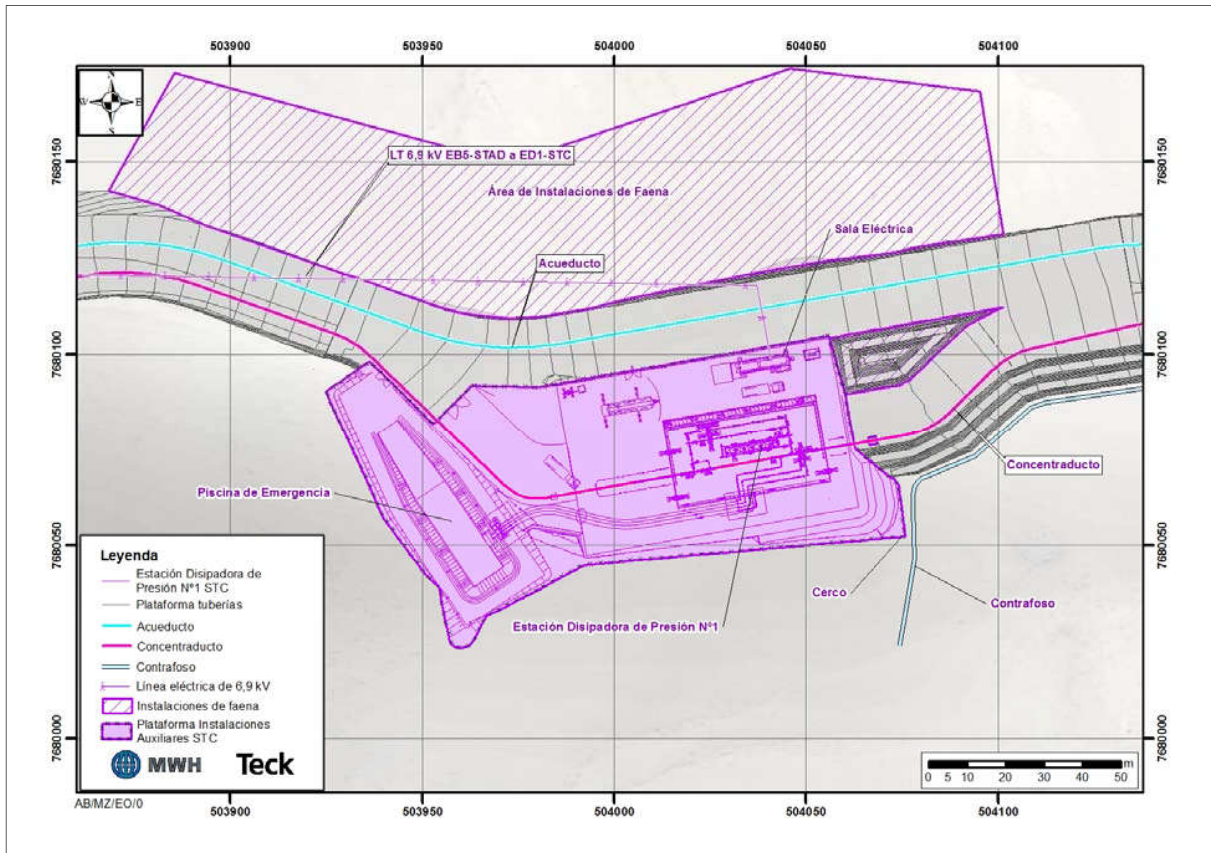 503900 503950 504000 504050 504100
N
W E
S
7680150 7680150
LT 6,9 kV EB5-STAD a ED1-STC
Área de Instalaciones de Faena
Sala Eléctrica
Acueducto
7680100 7680100
Concentraducto
Piscina de Emergencia
7680050 7680050
Cerco
Contrafoso
Estación Disipadora de Presión Nº1
Leyenda
Estación Disipadora de
Presión Nº1 STC
Plataforma tuberías
Acueducto
Concentraducto
Contrafoso
Línea eléctrica de 6,9 kV
Instalaciones de faena
Plataforma Instalaciones
Auxiliares STC
MWH Teck
7680000 7680000
m
0 5 10 20 30 40 50
AB/MZ/EO/0
503900 503950 504000 504050 504100